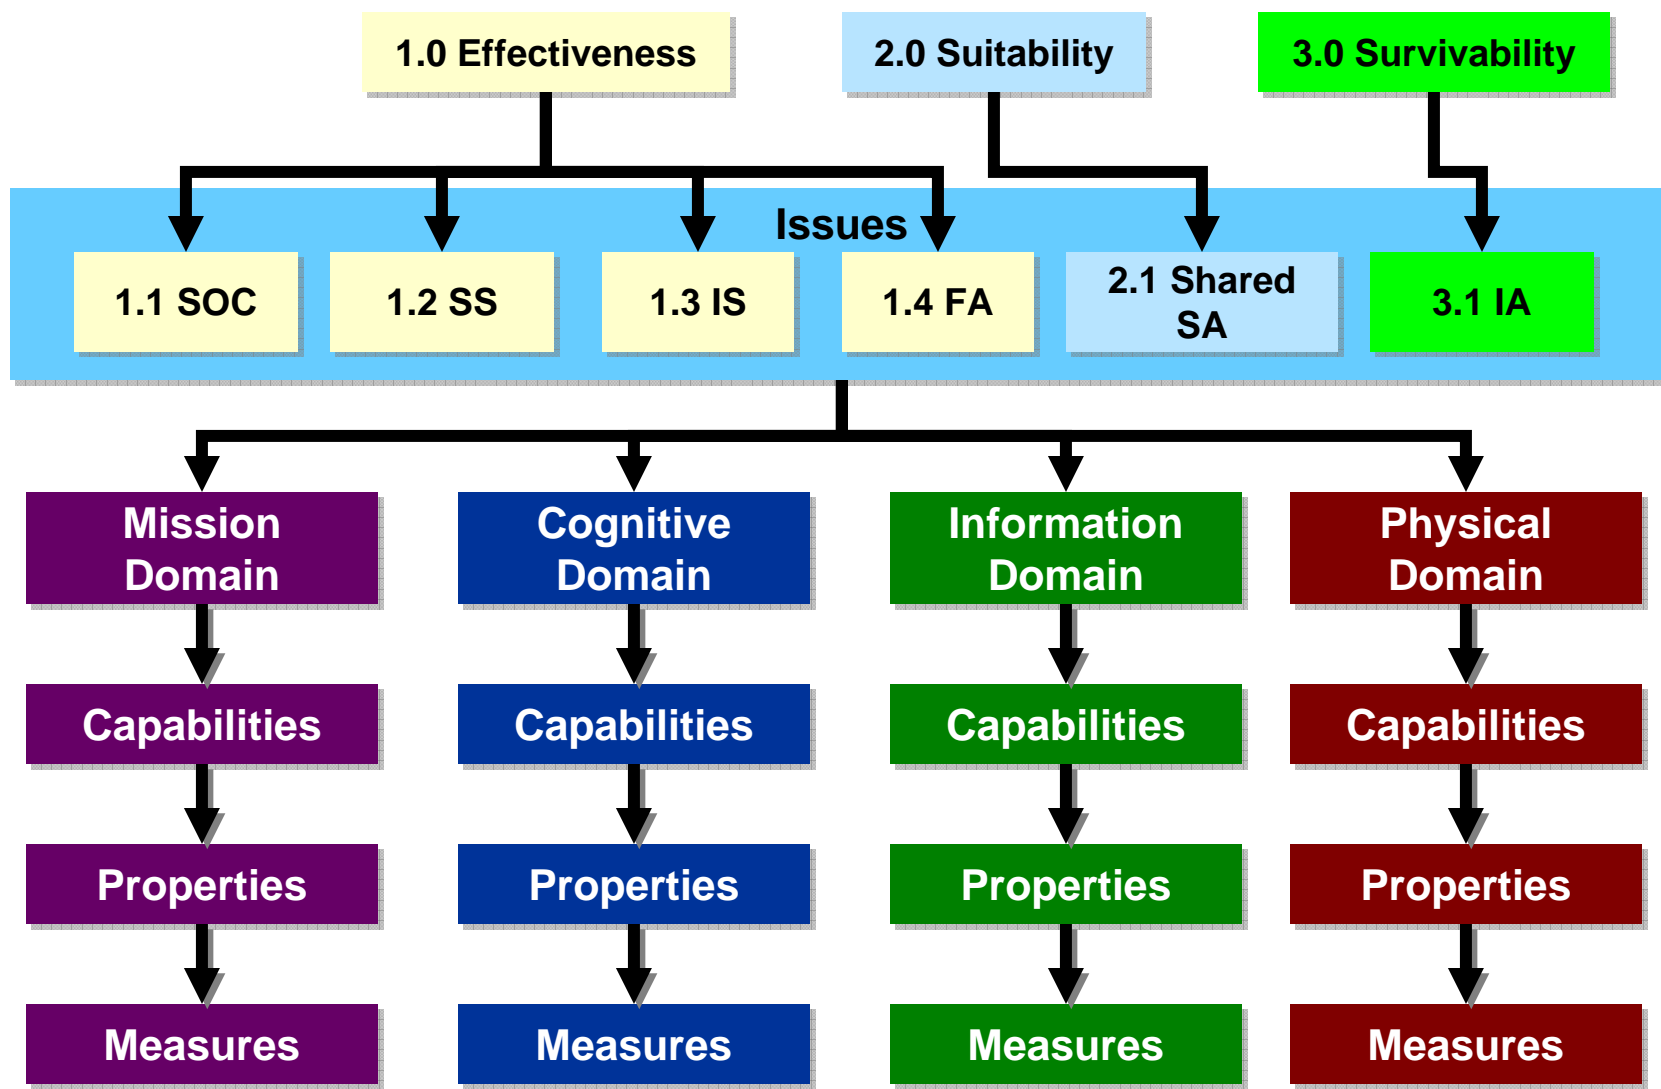 1.0 Effectiveness
2.0 Suitability
3.0 Survivability
Issues
1.1 SOC
1.2 SS
1.3 IS
1.4 FA
2.1 Shared
SA
3.1 IA
Mission
Domain
Cognitive
Domain
Information
Domain
Physical
Domain
Capabilities
Capabilities
Capabilities
Capabilities
Properties
Properties
Properties
Properties
Measures
Measures
Measures
Measures